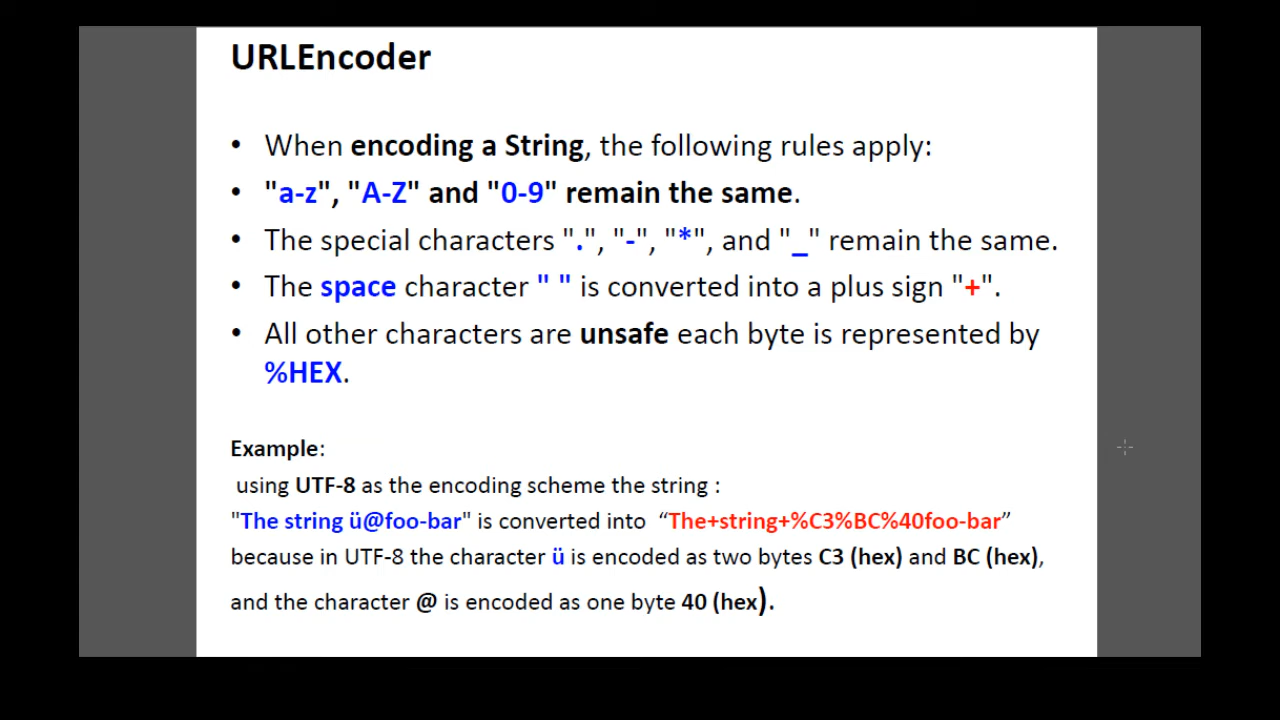 URLEncoder
• When encoding a String, the following rules apply:
• "a-z", "A-Z" and "0-9" remain the same.
• The special characters ".", "-", "*", and "_" remain the same.
• The space character " " is converted into a plus sign "+".
• All other characters are unsafe each byte is represented by
%HEX.
Example:
using UTF-8 as the encoding scheme the string :
"The string ü@foo-bar" is converted into “The+string+%C3%BC%40foo-bar”
because in UTF-8 the character ü is encoded as two bytes C3 (hex) and BC (hex),
and the character @ is encoded as one byte 40 (hex).